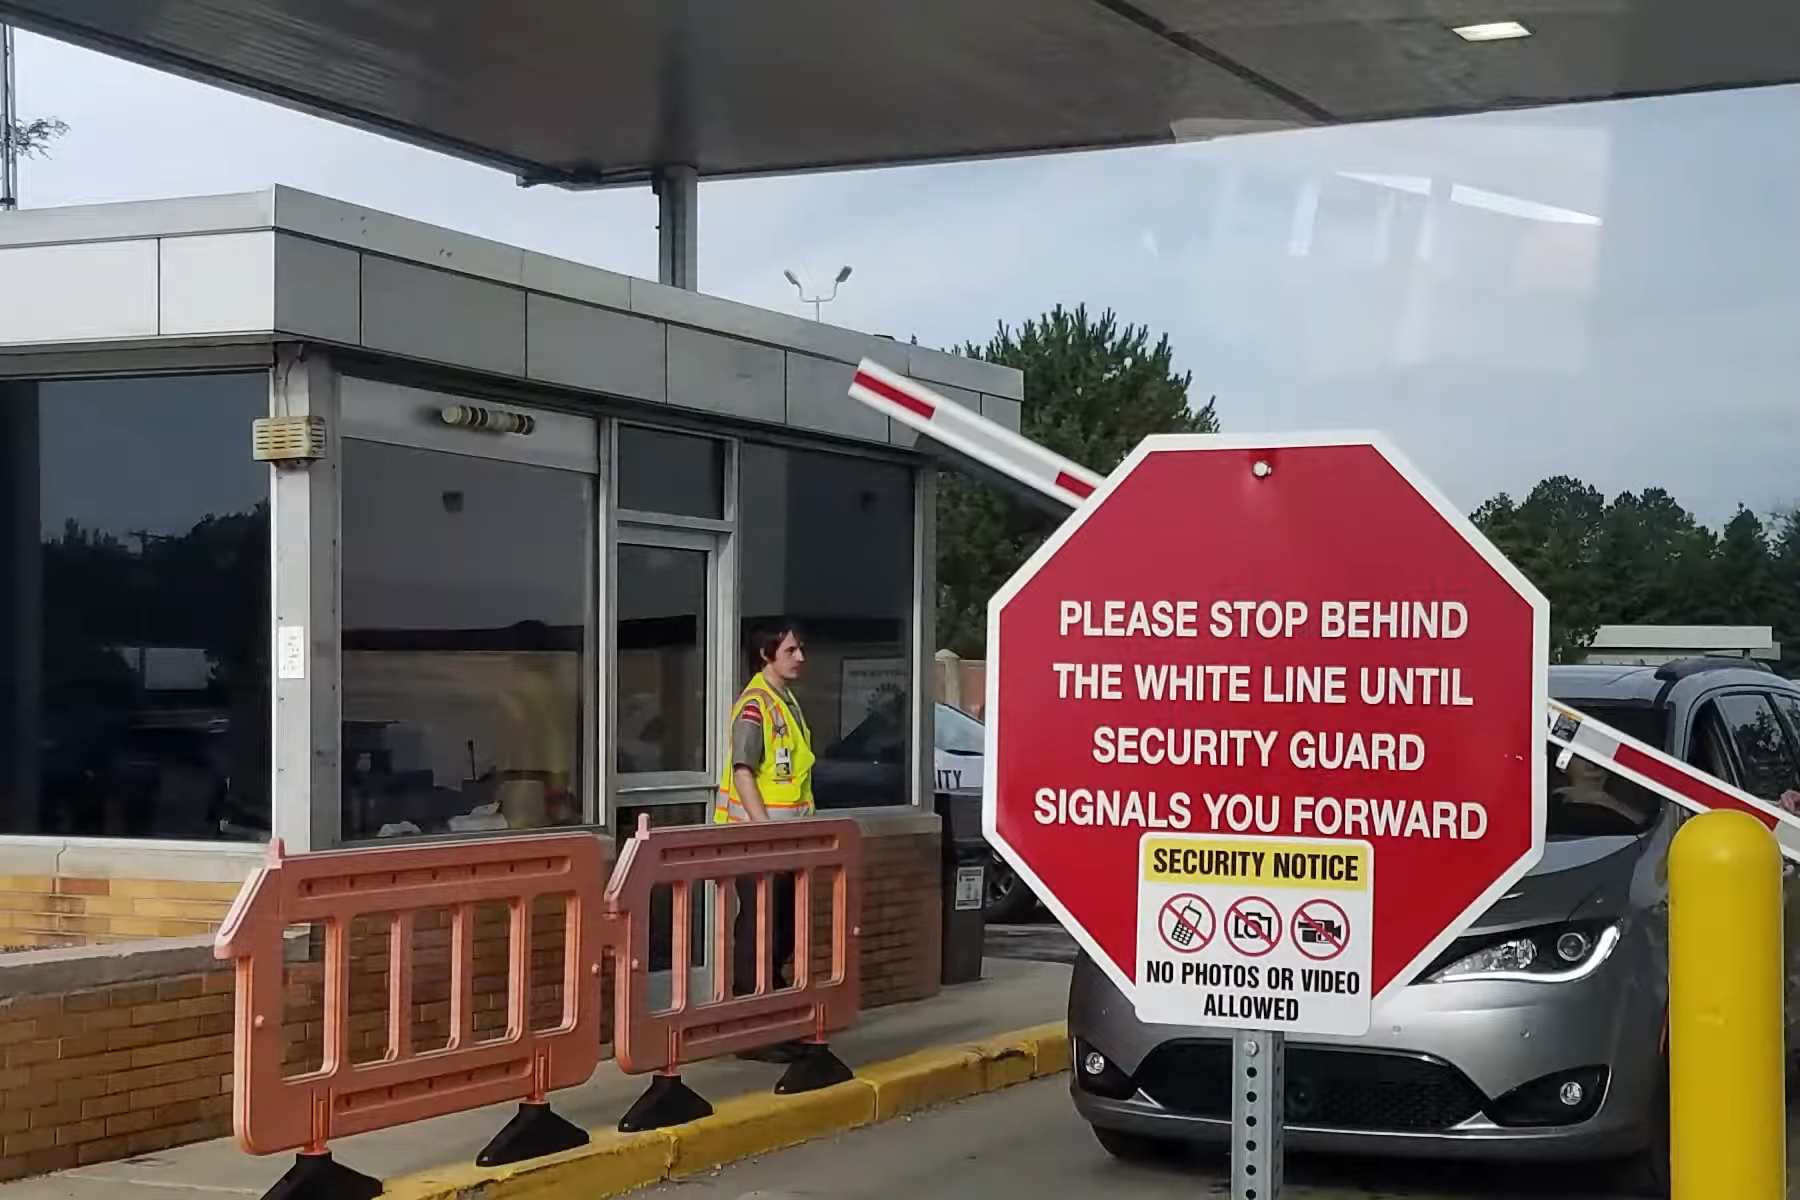 PLEASE STOP BEHIND
THE WHITE LINE UNTIL
SECURITY GUARD
SIGNALS YOU FORWARD
SECURITY NOTICE
NO PHOTOS OR VIDEO
ALLOWED
ITY